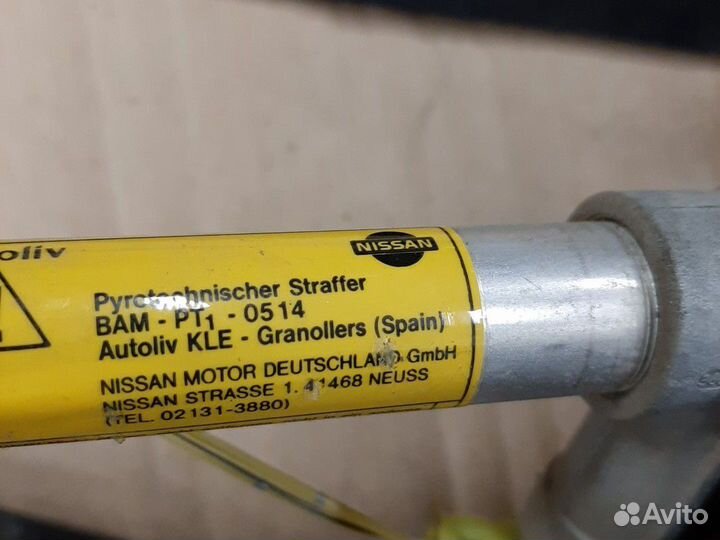 oliv
NISSAN
Pyrotechnischer Straffer
BAM - PT1 - 0514
Autoliv KLE - Granollers (Spain)
NISSAN MOTOR DEUTSCHLAND GmbH
NISSAN STRASSE 1. 41468 NEUSS
(TEL. 02131-3880)
Avito